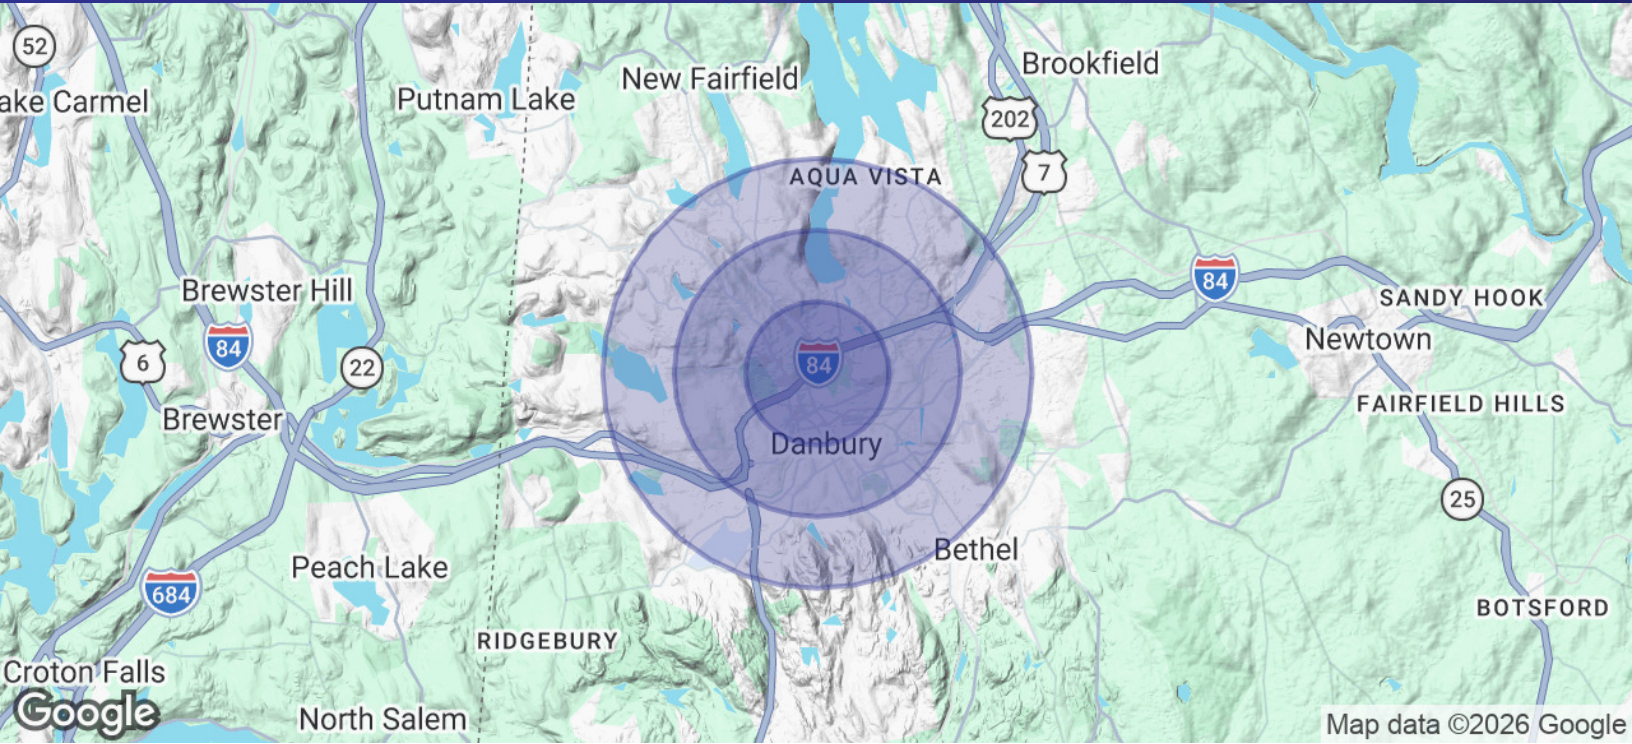 52
Brookfield
New Fairfield
Putnam Lake
ake Carmel
202
7
AQUA VISTA
84
Brewster Hill
SANDY HOOK
Newtown
84
6
22
84
FAIRFIELD HILLS
Brewster
Danbury
25
Bethel
Peach Lake
684
BOTSFORD
RIDGEBURY
Croton Falls
Google
North Salem
Map data ©2026 Google